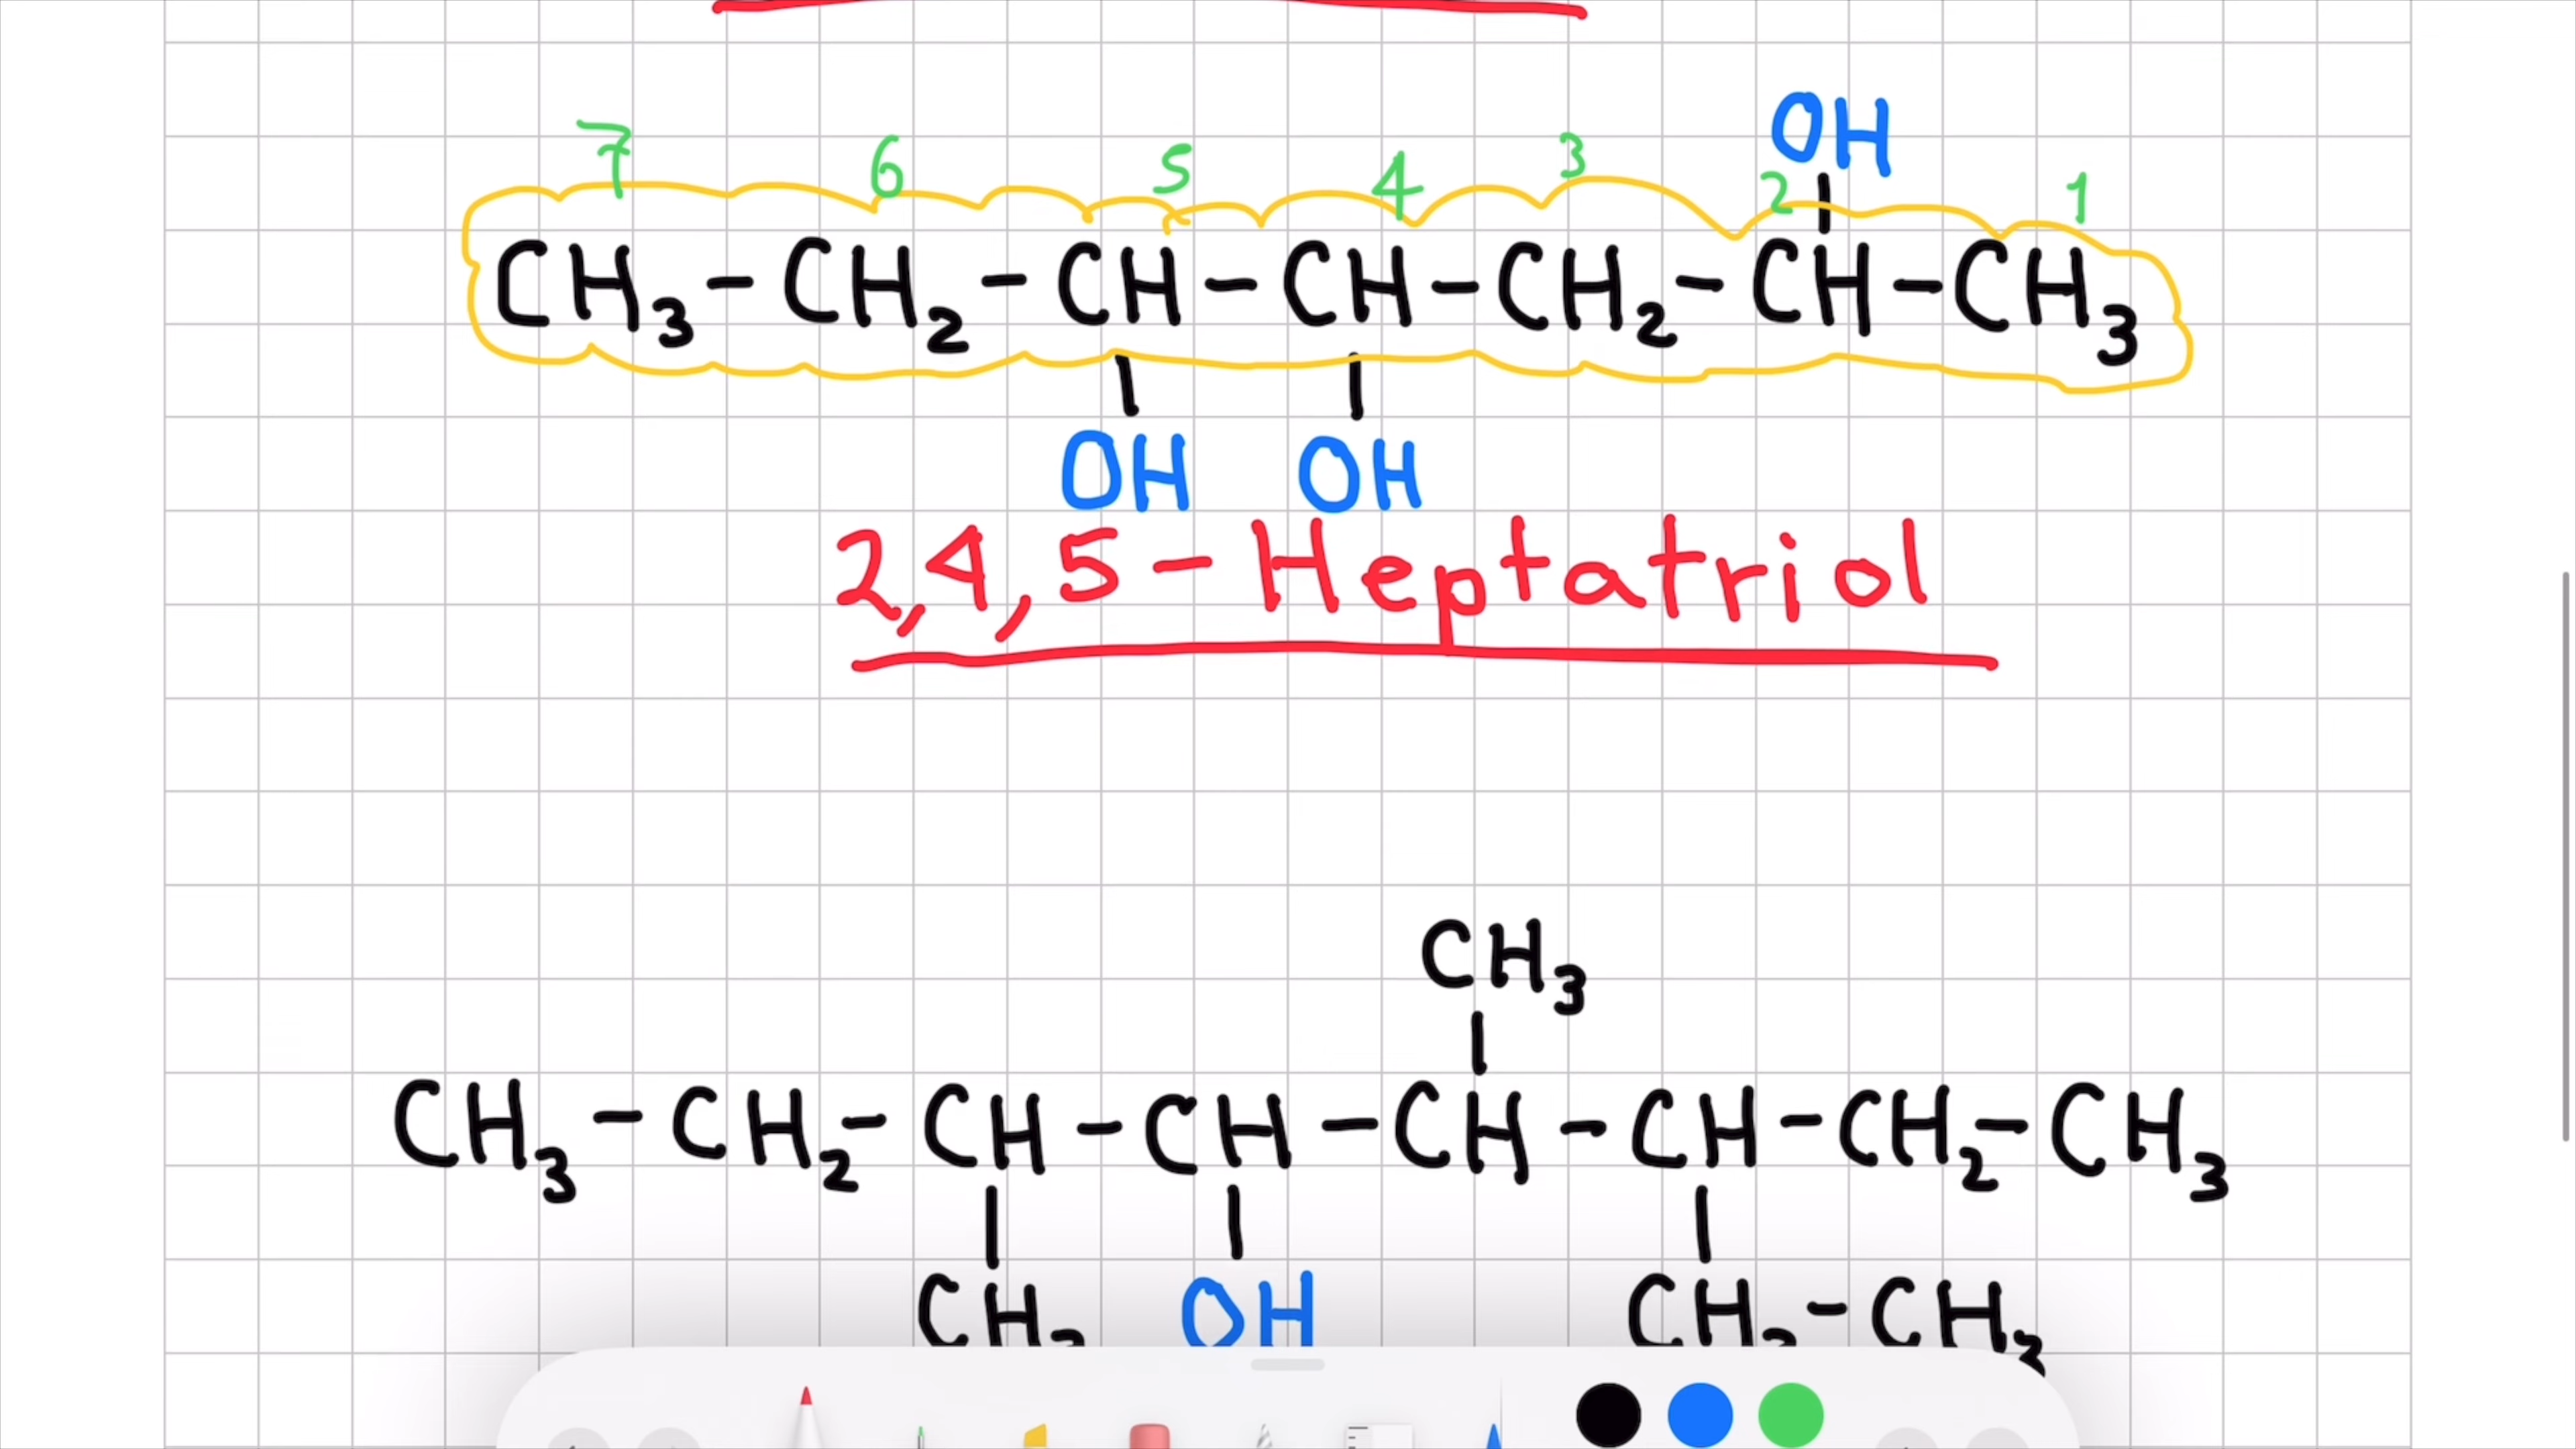 OH
7 6 5 4 3 2 1
CH3-CH2-CH-CH-CH2-CH-CH3
OH OH
2,4,5-Heptatriol
CH3
CH3-CH2-CH-CH-CH-CH-CH2-CH3
OH